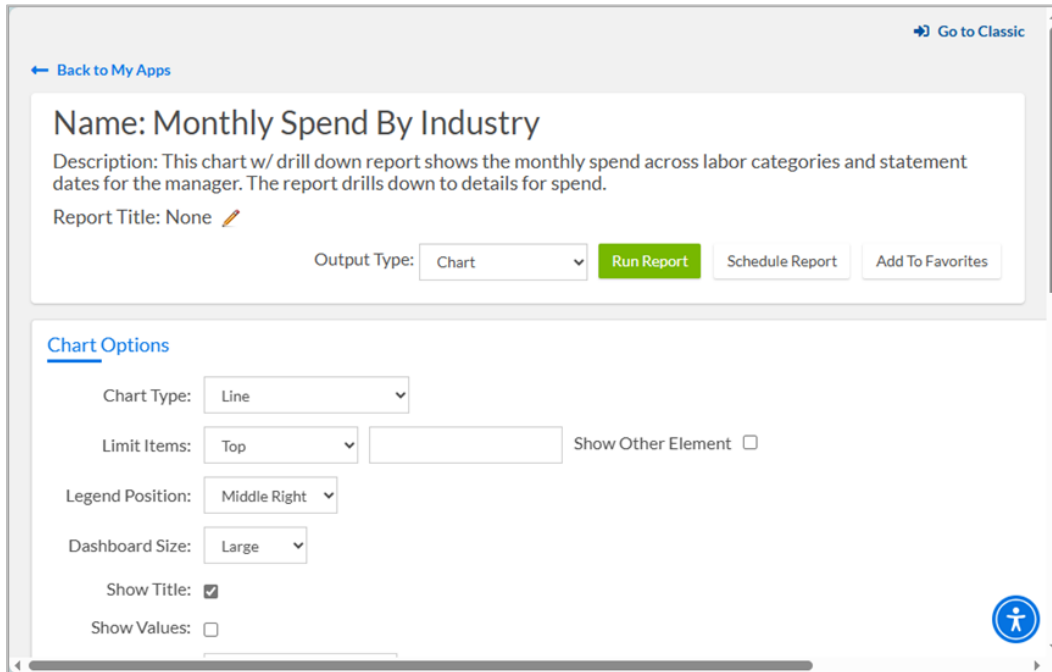 Go to Classic
Back to My Apps
Name: Monthly Spend By Industry
Description: This chart w/ drill down report shows the monthly spend across labor categories and statement
dates for the manager. The report drills down to details for spend.
Report Title: None
Output Type: Chart Run Report Schedule Report Add To Favorites
Chart Options
Chart Type: Line
Limit Items: Top Show Other Element
Legend Position: Middle Right
Dashboard Size: Large
Show Title:
Show Values: